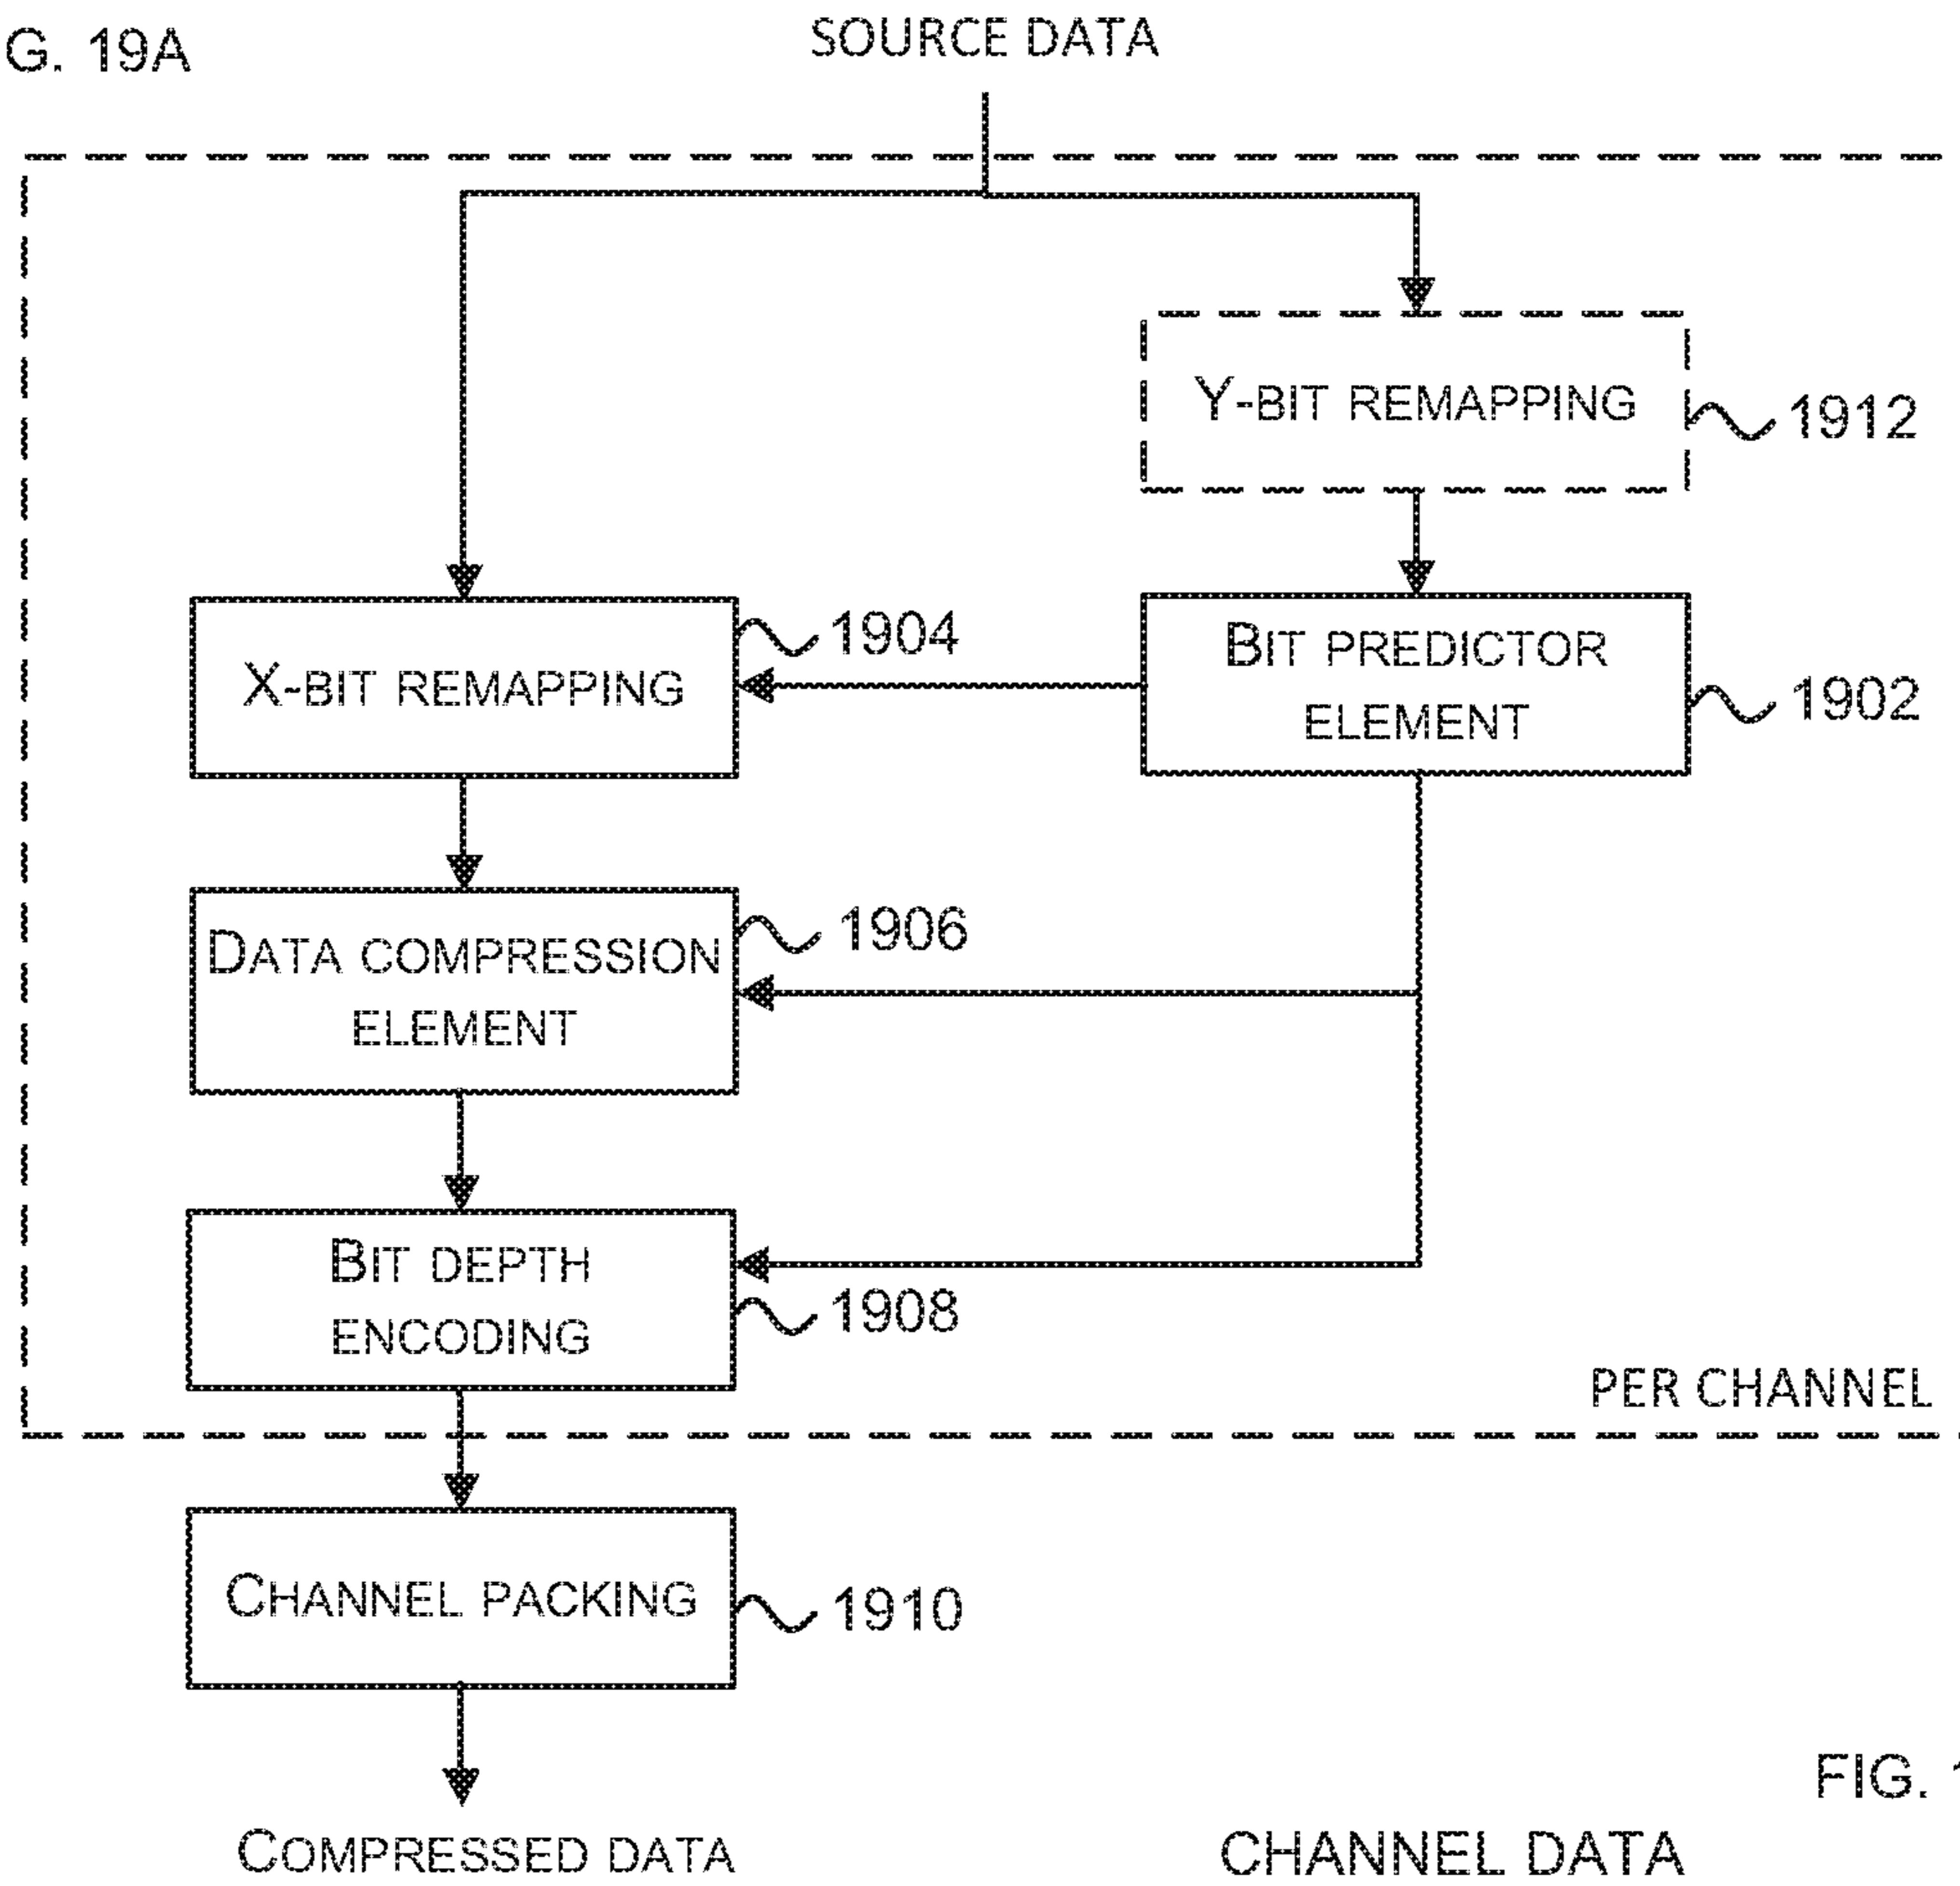 G. 19A
SOURCE DATA
Y-BIT REMAPPING
1912
X-BIT REMAPPING
1904
BIT PREDICTOR
ELEMENT
1902
DATA COMPRESSION
ELEMENT
1906
BIT DEPTH
ENCODING
1908
PER CHANNEL
CHANNEL PACKING
1910
FIG. 1
COMPRESSED DATA
CHANNEL DATA